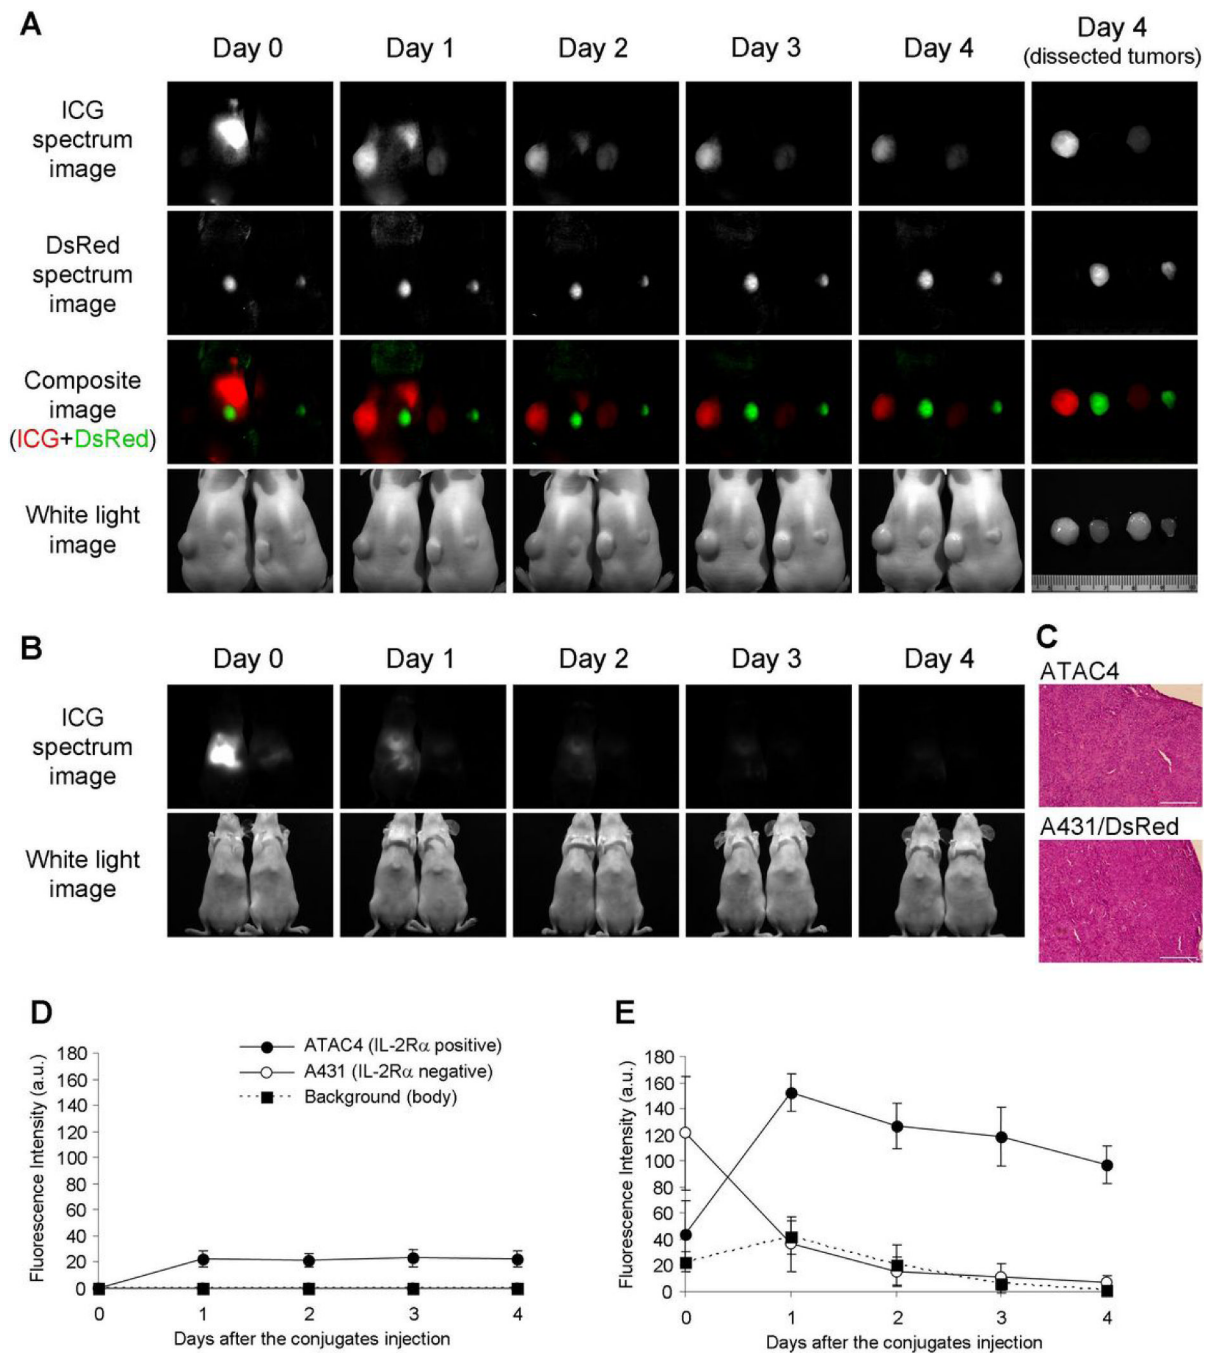 A
Day 0
Day 1
Day 2
Day 3
Day 4
Day 4
(dissected tumors)
ICG
spectrum
image
DsRed
spectrum
image
Composite
image
(ICG+DsRed)
White light
image
B
Day 0
Day 1
Day 2
Day 3
Day 4
ICG
spectrum
image
White light
image
C
ATAC4
A431/DsRed
D
ATAC4 (IL-2Rα positive)
A431 (IL-2Rα negative)
Background (body)
Fluorescence Intensity (a.u.)
180
160
140
120
100
80
60
40
20
0
0 1 2 3 4
Days after the conjugates injection
E
Fluorescence Intensity (a.u.)
180
160
140
120
100
80
60
40
20
0
0 1 2 3 4
Days after the conjugates injection